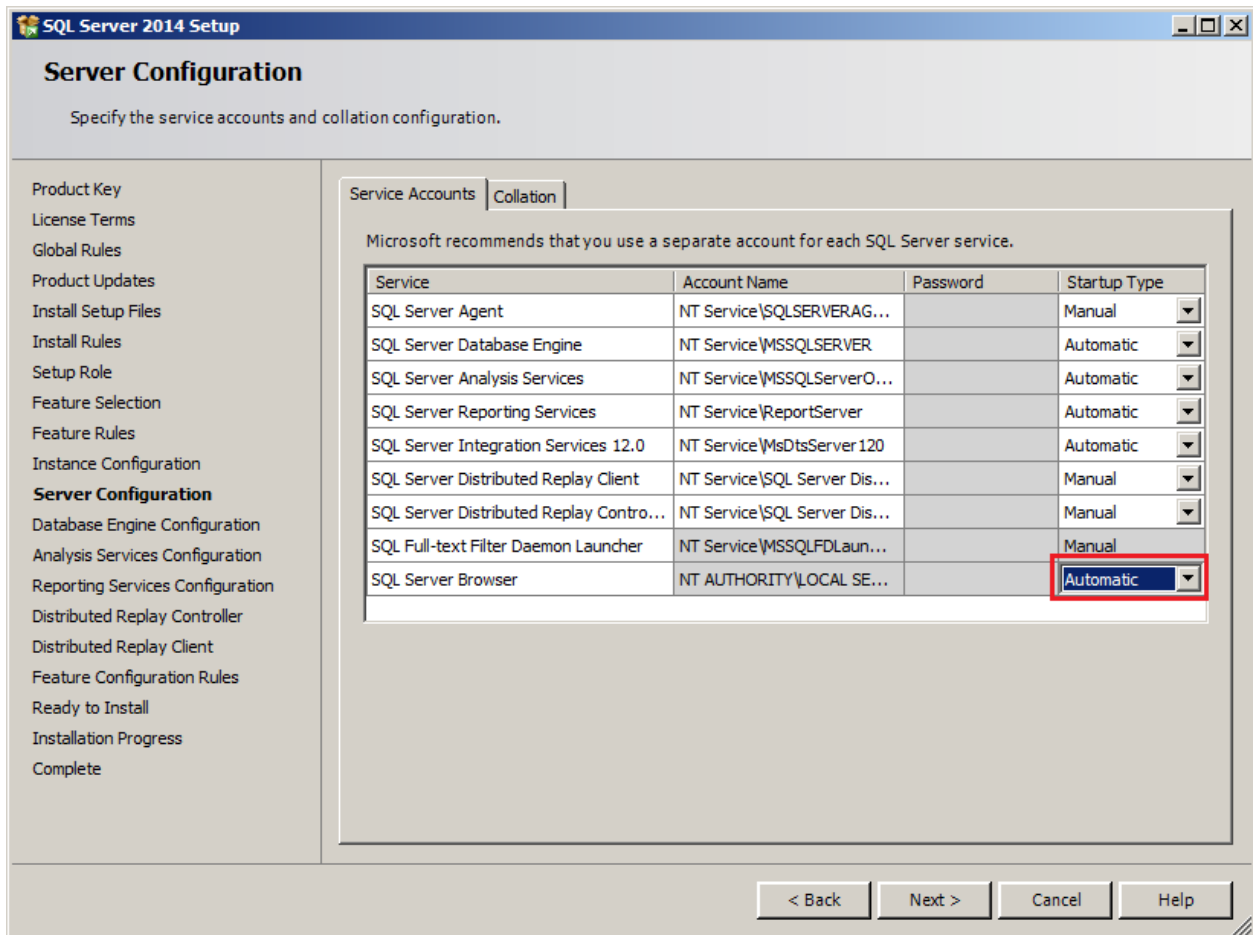 SQL Server 2014 Setup
Server Configuration
Specify the service accounts and collation configuration.
Product Key
License Terms
Global Rules
Product Updates
Install Setup Files
Install Rules
Setup Role
Feature Selection
Feature Rules
Instance Configuration
Server Configuration
Database Engine Configuration
Analysis Services Configuration
Reporting Services Configuration
Distributed Replay Controller
Distributed Replay Client
Feature Configuration Rules
Ready to Install
Installation Progress
Complete
Service Accounts Collation
Microsoft recommends that you use a separate account for each SQL Server service.
Service Account Name Password Startup Type
SQL Server Agent NT Service\SQLSERVERAG... Manual
SQL Server Database Engine NT Service\MSSQLSERVER Automatic
SQL Server Analysis Services NT Service\MSSQLServerO... Automatic
SQL Server Reporting Services NT Service\ReportServer Automatic
SQL Server Integration Services 12.0 NT Service\MsDtsServer120 Automatic
SQL Server Distributed Replay Client NT Service\SQL Server Dis... Manual
SQL Server Distributed Replay Contro... NT Service\SQL Server Dis... Manual
SQL Full-text Filter Daemon Launcher NT Service\MSSQLFDLaun... Manual
SQL Server Browser NT AUTHORITY\LOCAL SE... Automatic
< Back Next > Cancel Help